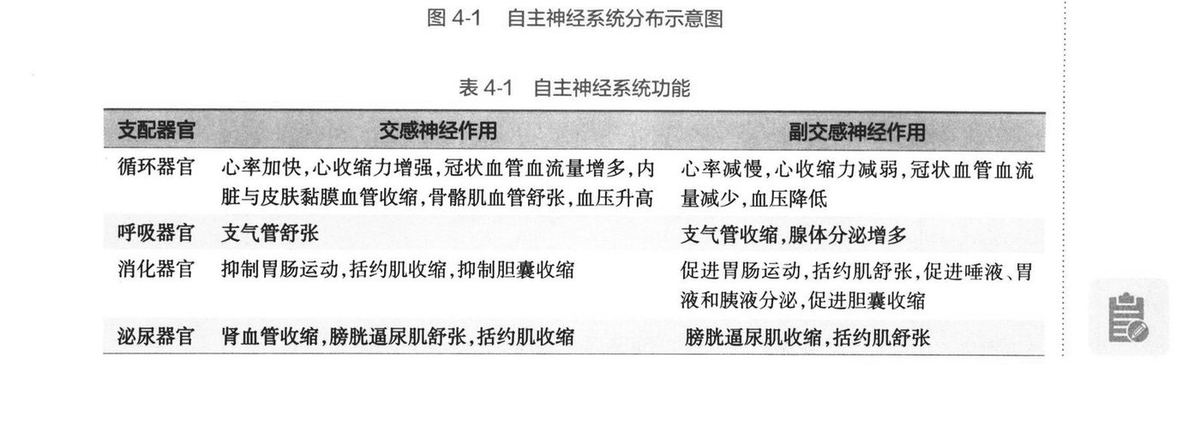 图 4-1 自主神经系统分布示意图
表 4-1 自主神经系统功能
支配器官 交感神经作用 副交感神经作用
循环器官 心率加快,心收缩力增强,冠状血管血流量增多,内 心率减慢,心收缩力减弱,冠状血管血流
脏与皮肤黏膜血管收缩,骨骼肌血管舒张,血压升高 量减少,血压降低
呼吸器官 支气管舒张 支气管收缩,腺体分泌增多
消化器官 抑制胃肠运动,括约肌收缩,抑制胆囊收缩 促进胃肠运动,括约肌舒张,促进唾液、胃
液和胰液分泌,促进胆囊收缩
泌尿器官 肾血管收缩,膀胱逼尿肌舒张,括约肌收缩 膀胱逼尿肌收缩,括约肌舒张